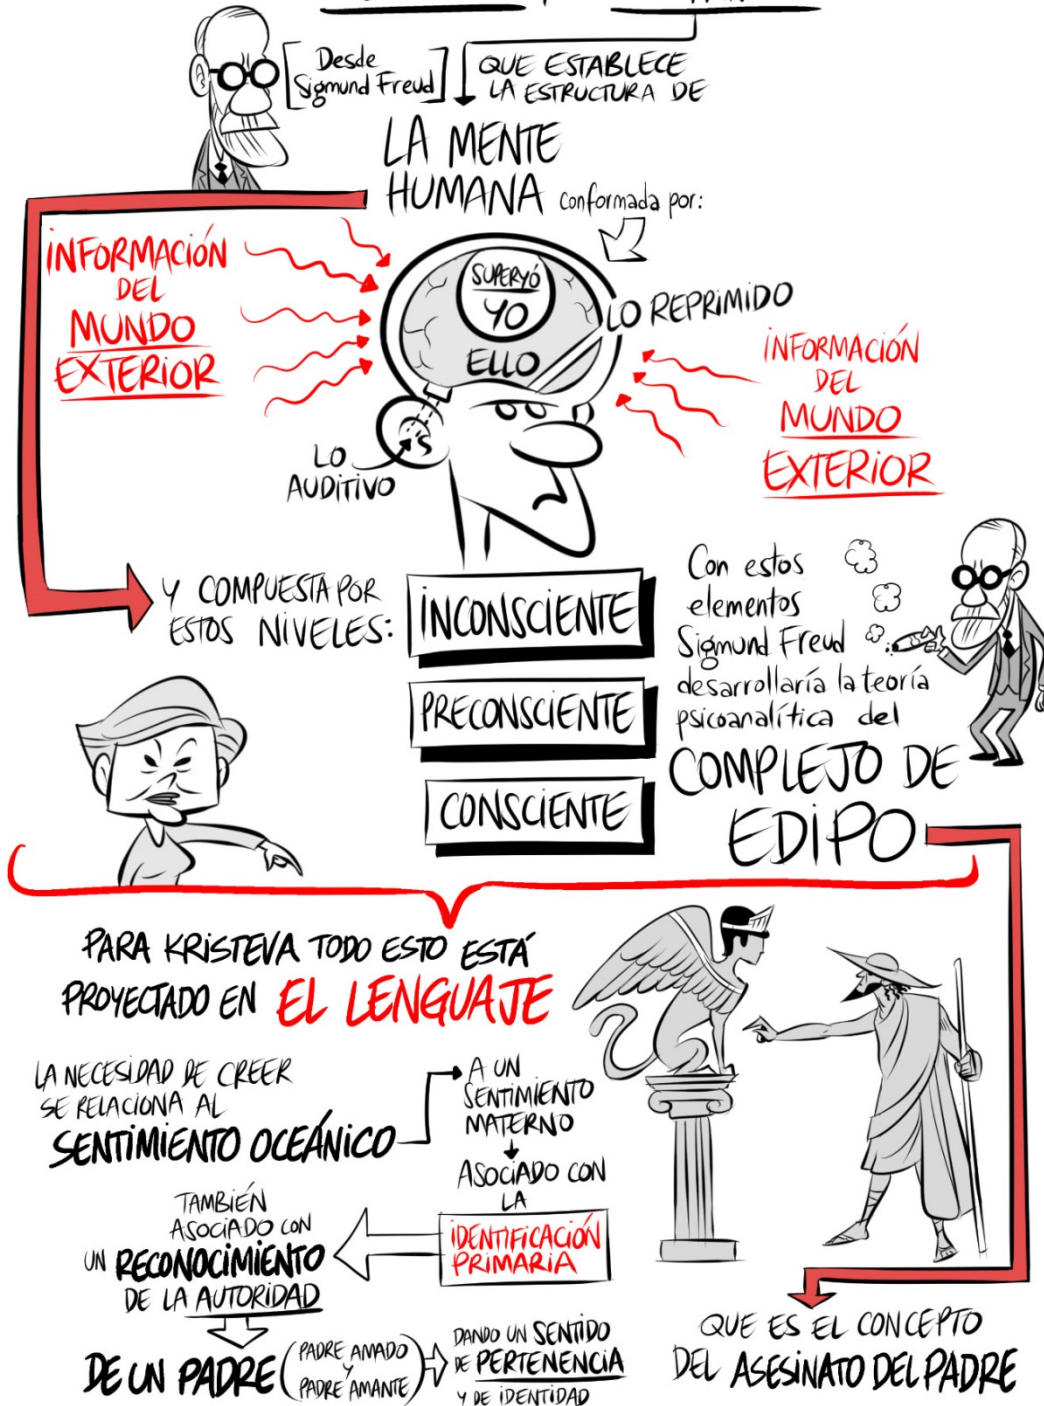 Desde
Sigmund Freud
QUE ESTABLECE
LA ESTRUCTURA DE
LA MENTE
HUMANA conformada por:
INFORMACIÓN
DEL
MUNDO
EXTERIOR
SUPERYÓ
YO
ELLO
LO REPRIMIDO
INFORMACIÓN
DEL
MUNDO
EXTERIOR
LO
AUDITIVO
Y COMPUESTA POR
ESTOS NIVELES:
INCONSCIENTE
PRECONSCIENTE
CONSCIENTE
Con estos
elementos
Sigmund Freud
desarrollaría la teoría
psicoanalítica del
COMPLEJO DE
EDIPO
PARA KRISTEVA TODO ESTO ESTÁ
PROYECTADO EN EL LENGUAJE
LA NECESIDAD DE CREER
SE RELACIONA AL
SENTIMIENTO OCEÁNICO
A UN
SENTIMIENTO
MATERNO
ASOCIADO CON
LA
IDENTIFICACIÓN
PRIMARIA
TAMBIÉN
ASOCIADO CON
UN RECONOCIMIENTO
DE LA AUTORIDAD
DE UN PADRE (PADRE AMADO
Y
PADRE AMANTE)
DANDO UN SENTIDO
DE PERTENENCIA
Y DE IDENTIDAD
QUE ES EL CONCEPTO
DEL ASESINATO DEL PADRE